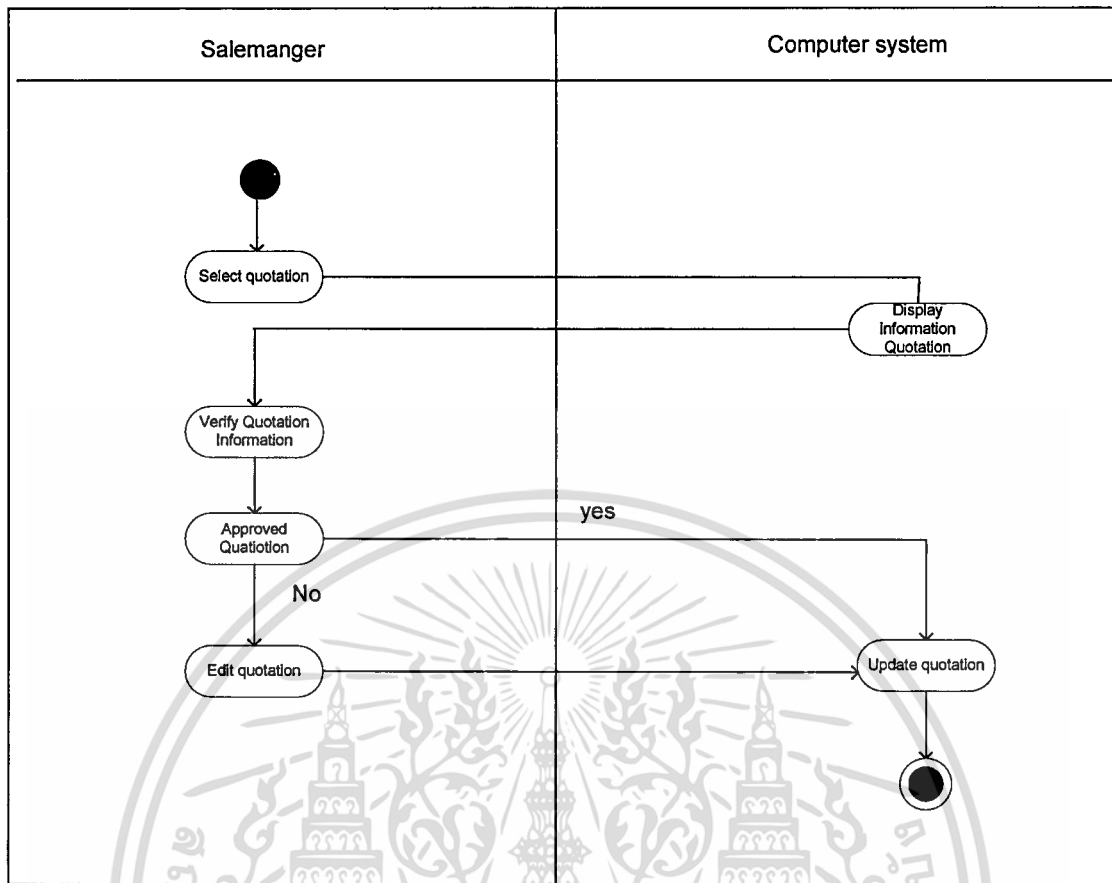 Salemanger
Computer system
Select quotation
Display
Information
Quotation
Verify Quotation
Information
Approved
Quatiotion
yes
No
Edit quotation
Update quotation